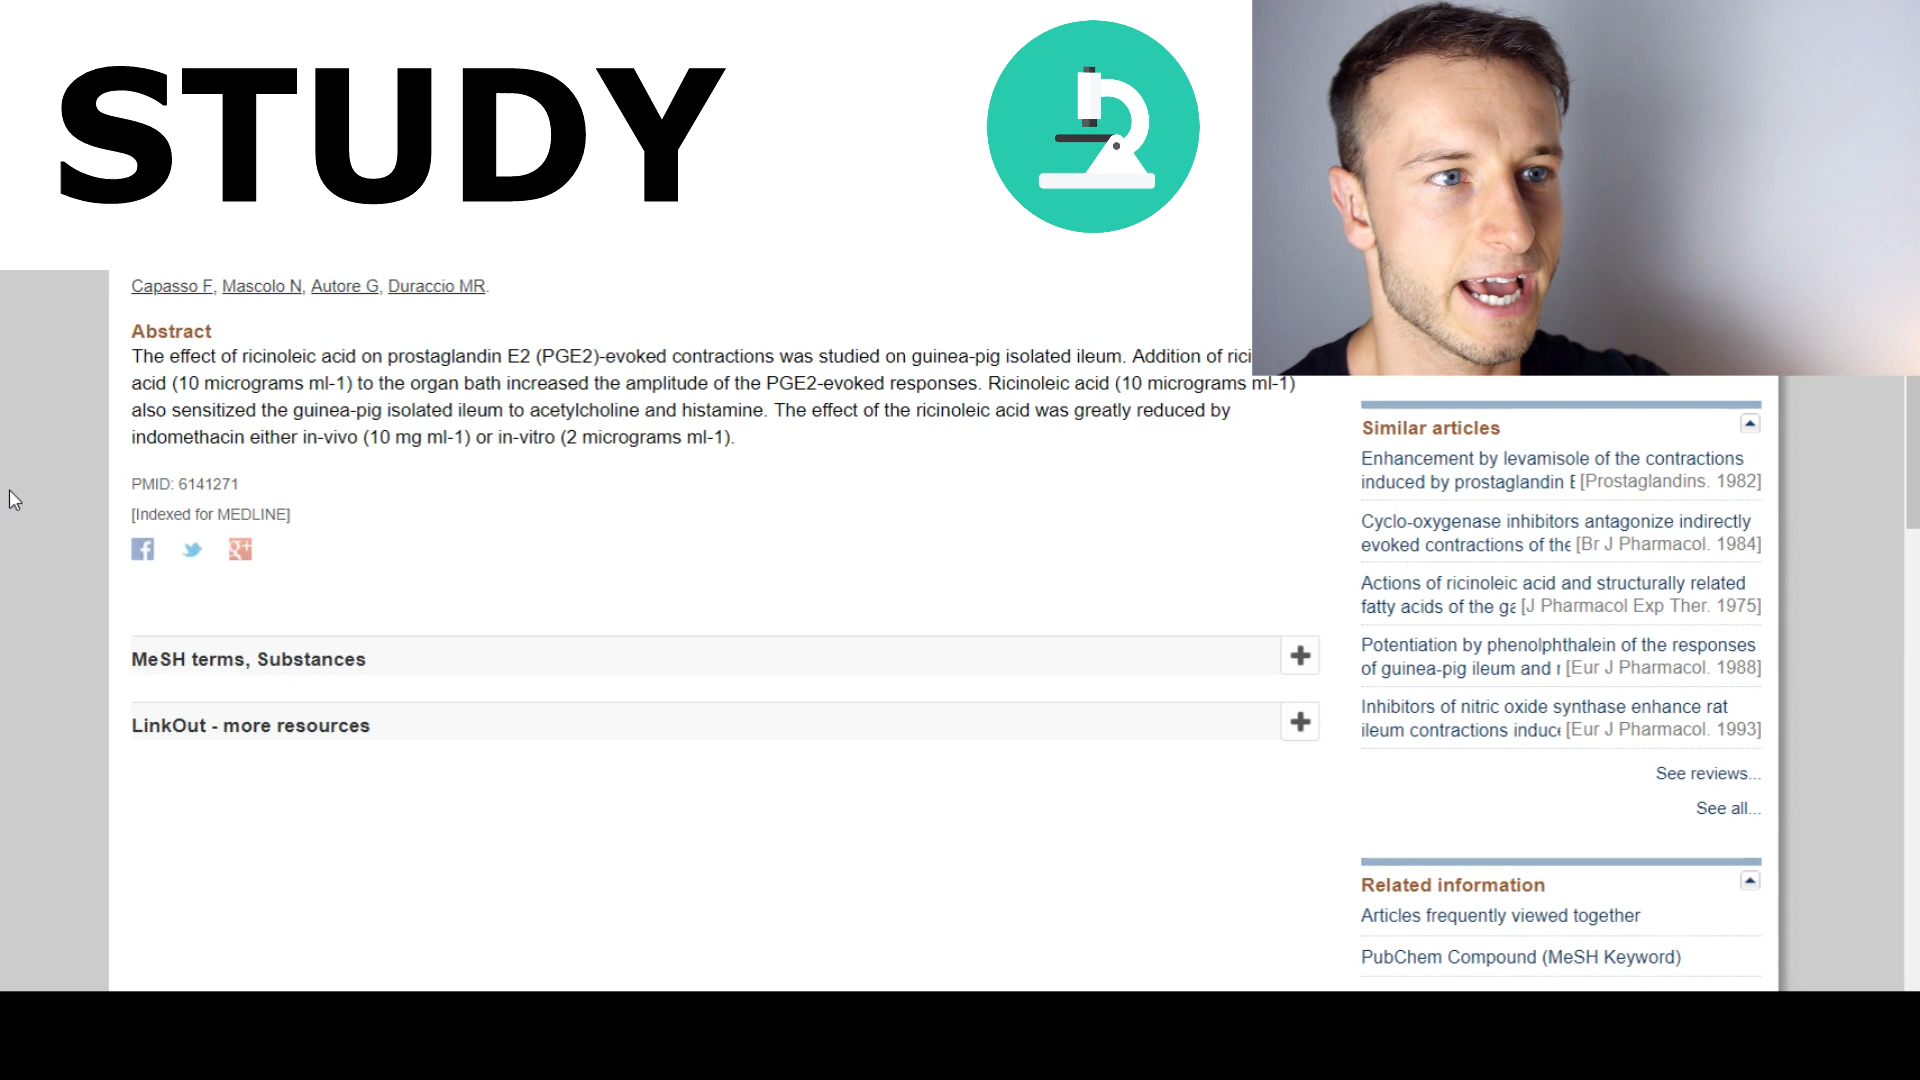 STUDY
Capasso F, Mascolo N, Autore G, Duraccio MR.
Abstract
The effect of ricinoleic acid on prostaglandin E2 (PGE2)-evoked contractions was studied on guinea-pig isolated ileum. Addition of rici
acid (10 micrograms ml-1) to the organ bath increased the amplitude of the PGE2-evoked responses. Ricinoleic acid (10 micrograms ml-1)
also sensitized the guinea-pig isolated ileum to acetylcholine and histamine. The effect of the ricinoleic acid was greatly reduced by
indomethacin either in-vivo (10 mg ml-1) or in-vitro (2 micrograms ml-1).
PMID: 6141271
[Indexed for MEDLINE]
MeSH terms, Substances
LinkOut - more resources
Similar articles
Enhancement by levamisole of the contractions
induced by prostaglandin E [Prostaglandins. 1982]
Cyclo-oxygenase inhibitors antagonize indirectly
evoked contractions of the [Br J Pharmacol. 1984]
Actions of ricinoleic acid and structurally related
fatty acids of the ga [J Pharmacol Exp Ther. 1975]
Potentiation by phenolphthalein of the responses
of guinea-pig ileum and r [Eur J Pharmacol. 1988]
Inhibitors of nitric oxide synthase enhance rat
ileum contractions induce [Eur J Pharmacol. 1993]
See reviews...
See all...
Related information
Articles frequently viewed together
PubChem Compound (MeSH Keyword)